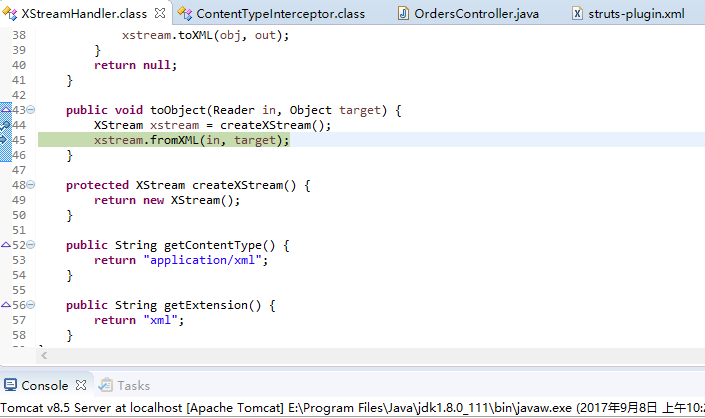 XStreamHandler.class ContentTypeInterceptor.class OrdersController.java struts-plugin.xml
38 xstream.toXML(obj, out);
39 }
40 return null;
41 }
42
43 public void toObject(Reader in, Object target) {
44 XStream xstream = createXStream();
45 xstream.fromXML(in, target);
46 }
47
48 protected XStream createXStream() {
49 return new XStream();
50 }
51
52 public String getContentType() {
53 return "application/xml";
54 }
55
56 public String getExtension() {
57 return "xml";
58 }
Console Tasks
Tomcat v8.5 Server at localhost [Apache Tomcat] E:\Program Files\Java\jdk1.8.0_111\bin\javaw.exe (2017年9月8日 上午10: